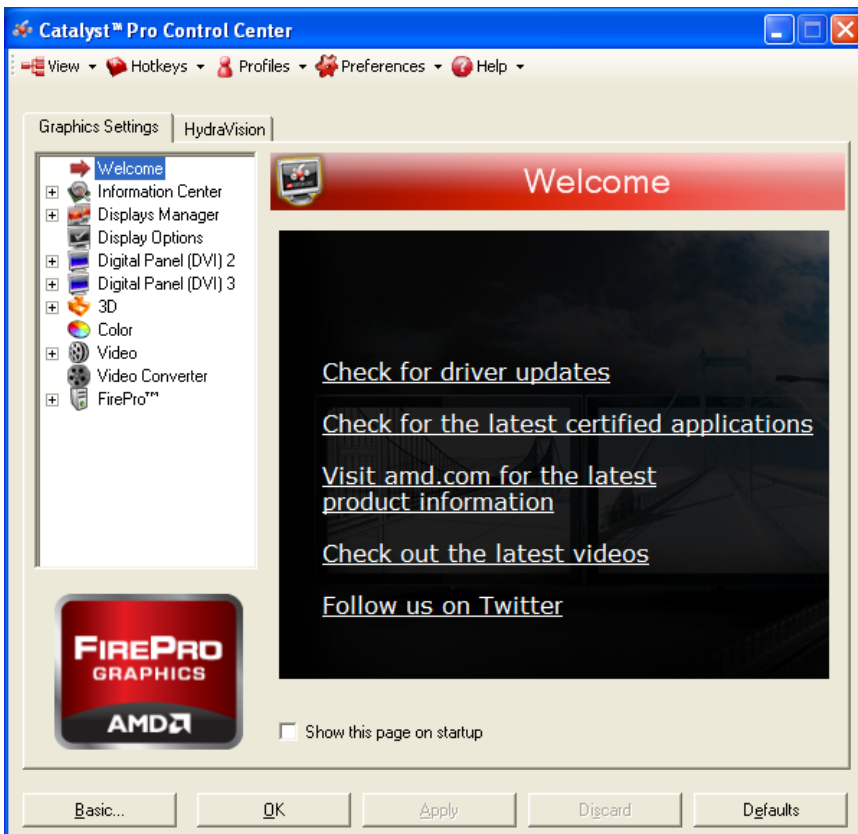 Catalyst™ Pro Control Center
View Hotkeys Profiles Preferences Help
Graphics Settings HydraVision
Welcome
Information Center
Displays Manager
Display Options
Digital Panel (DVI) 2
Digital Panel (DVI) 3
3D
Color
Video
Video Converter
FirePro™
Welcome
Check for driver updates
Check for the latest certified applications
Visit amd.com for the latest
product information
Check out the latest videos
Follow us on Twitter
FIREPRO
GRAPHICS
AMD
Show this page on startup
Basic... OK Apply Discard Defaults